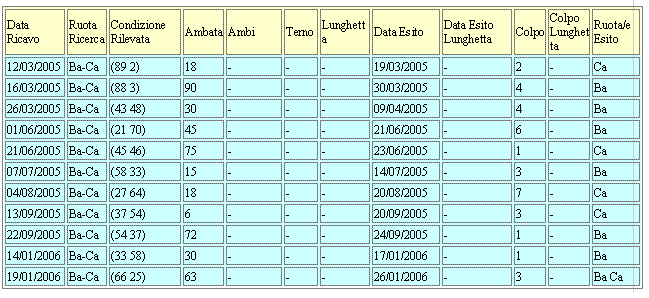 Data Ricavo	Ruota Ricerca	Condizione Rilevata	Ambata	Ambi	Terno	Lunghetta	Data Esito	Data Esito Lunghetta	Colpo	Colpo Lunghetta	Ruota/e Esito
12/03/2005	Ba-Ca	(89 2)	18	-	-	-	19/03/2005	-	2	-	Ca
16/03/2005	Ba-Ca	(88 3)	90	-	-	-	30/03/2005	-	4	-	Ba
26/03/2005	Ba-Ca	(43 48)	30	-	-	-	09/04/2005	-	4	-	Ba
01/06/2005	Ba-Ca	(21 70)	45	-	-	-	21/06/2005	-	6	-	Ba
21/06/2005	Ba-Ca	(45 46)	75	-	-	-	23/06/2005	-	1	-	Ca
07/07/2005	Ba-Ca	(58 33)	15	-	-	-	14/07/2005	-	3	-	Ba
04/08/2005	Ba-Ca	(27 64)	18	-	-	-	20/08/2005	-	7	-	Ca
13/09/2005	Ba-Ca	(37 54)	6	-	-	-	20/09/2005	-	3	-	Ca
22/09/2005	Ba-Ca	(54 37)	72	-	-	-	24/09/2005	-	1	-	Ba
14/01/2006	Ba-Ca	(33 58)	30	-	-	-	17/01/2006	-	1	-	Ba
19/01/2006	Ba-Ca	(66 25)	63	-	-	-	26/01/2006	-	3	-	Ba Ca